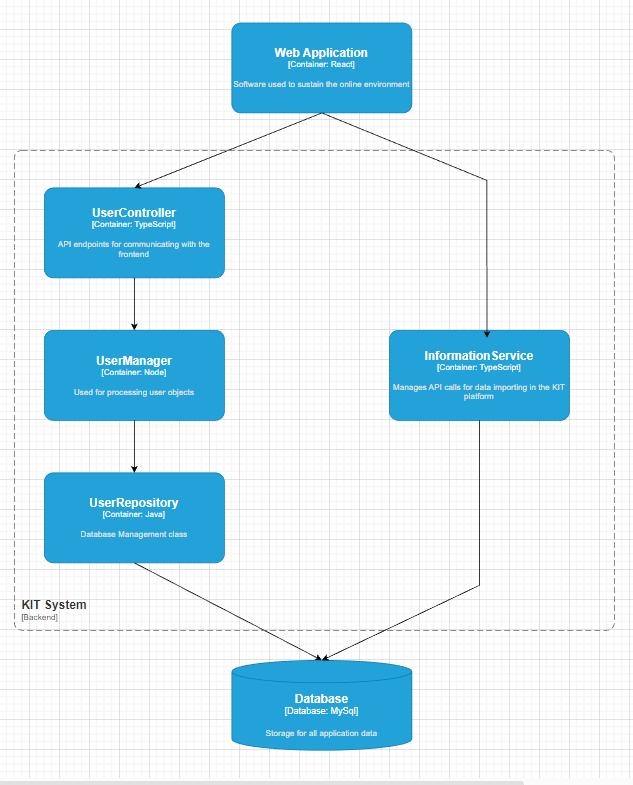 Web Application
[Container: React]
Software used to sustain the online environment
UserController
[Container: TypeScript]
API endpoints for communicating with the
frontend
UserManager
[Container: Node]
Used for processing user objects
InformationService
[Container: TypeScript]
Manages API calls for data importing in the KIT
platform
UserRepository
[Container: Java]
Database Management class
KIT System
[Backend]
Database
[Database: MySql]
Storage for all application data